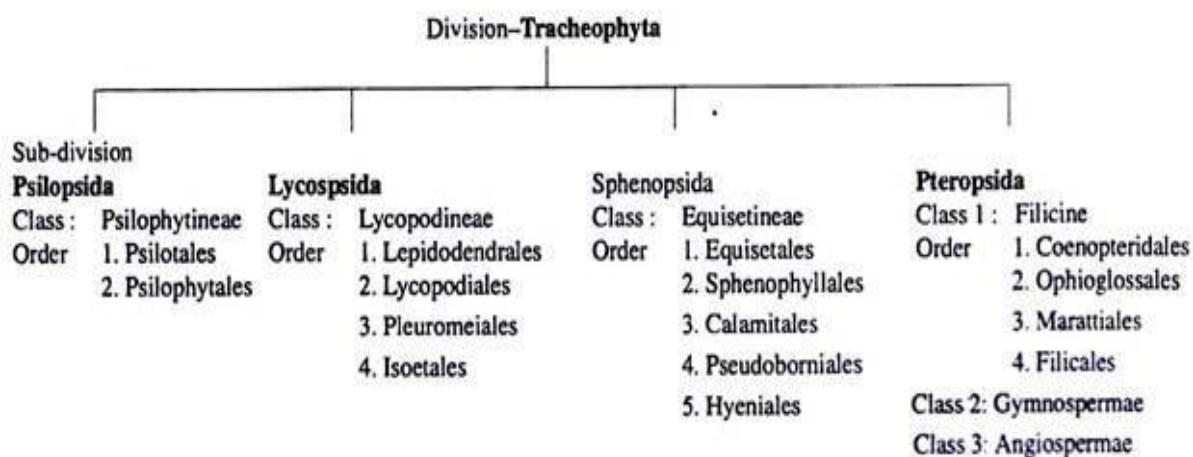 Division–Tracheophyta
Sub-division
Psilopsida
Class : Psilophytineae
Order 1. Psilotales
2. Psilophytales
Lycospsida
Class : Lycopodineae
Order 1. Lepidodendrales
2. Lycopodiales
3. Pleuromeiales
4. Isoetales
Sphenopsida
Class : Equisetineae
Order 1. Equisetales
2. Sphenophyllales
3. Calamitales
4. Pseudoborniales
5. Hyeniales
Pteropsida
Class 1 : Filicine
Order 1. Coenopteridales
2. Ophioglossales
3. Marattiales
4. Filicales
Class 2: Gymnospermae
Class 3: Angiospermae